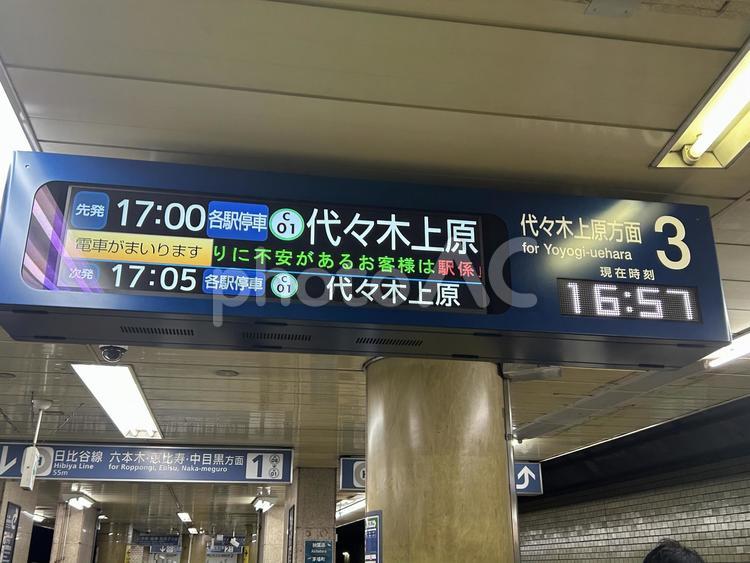 先発 17:00 各駅停車 C 01 代々木上原
電車がまいります りに不安があるお客様は駅係
次発 17:05 各駅停車 C 01 代々木上原
代々木上原方面 3
for Yoyogi-uehara
現在時刻
16:57
photoAC
日比谷線 六本木・恵比寿・中目黒方面 1
Hibiya Line for Roppongi, Ebisu, Naka-meguro
55m